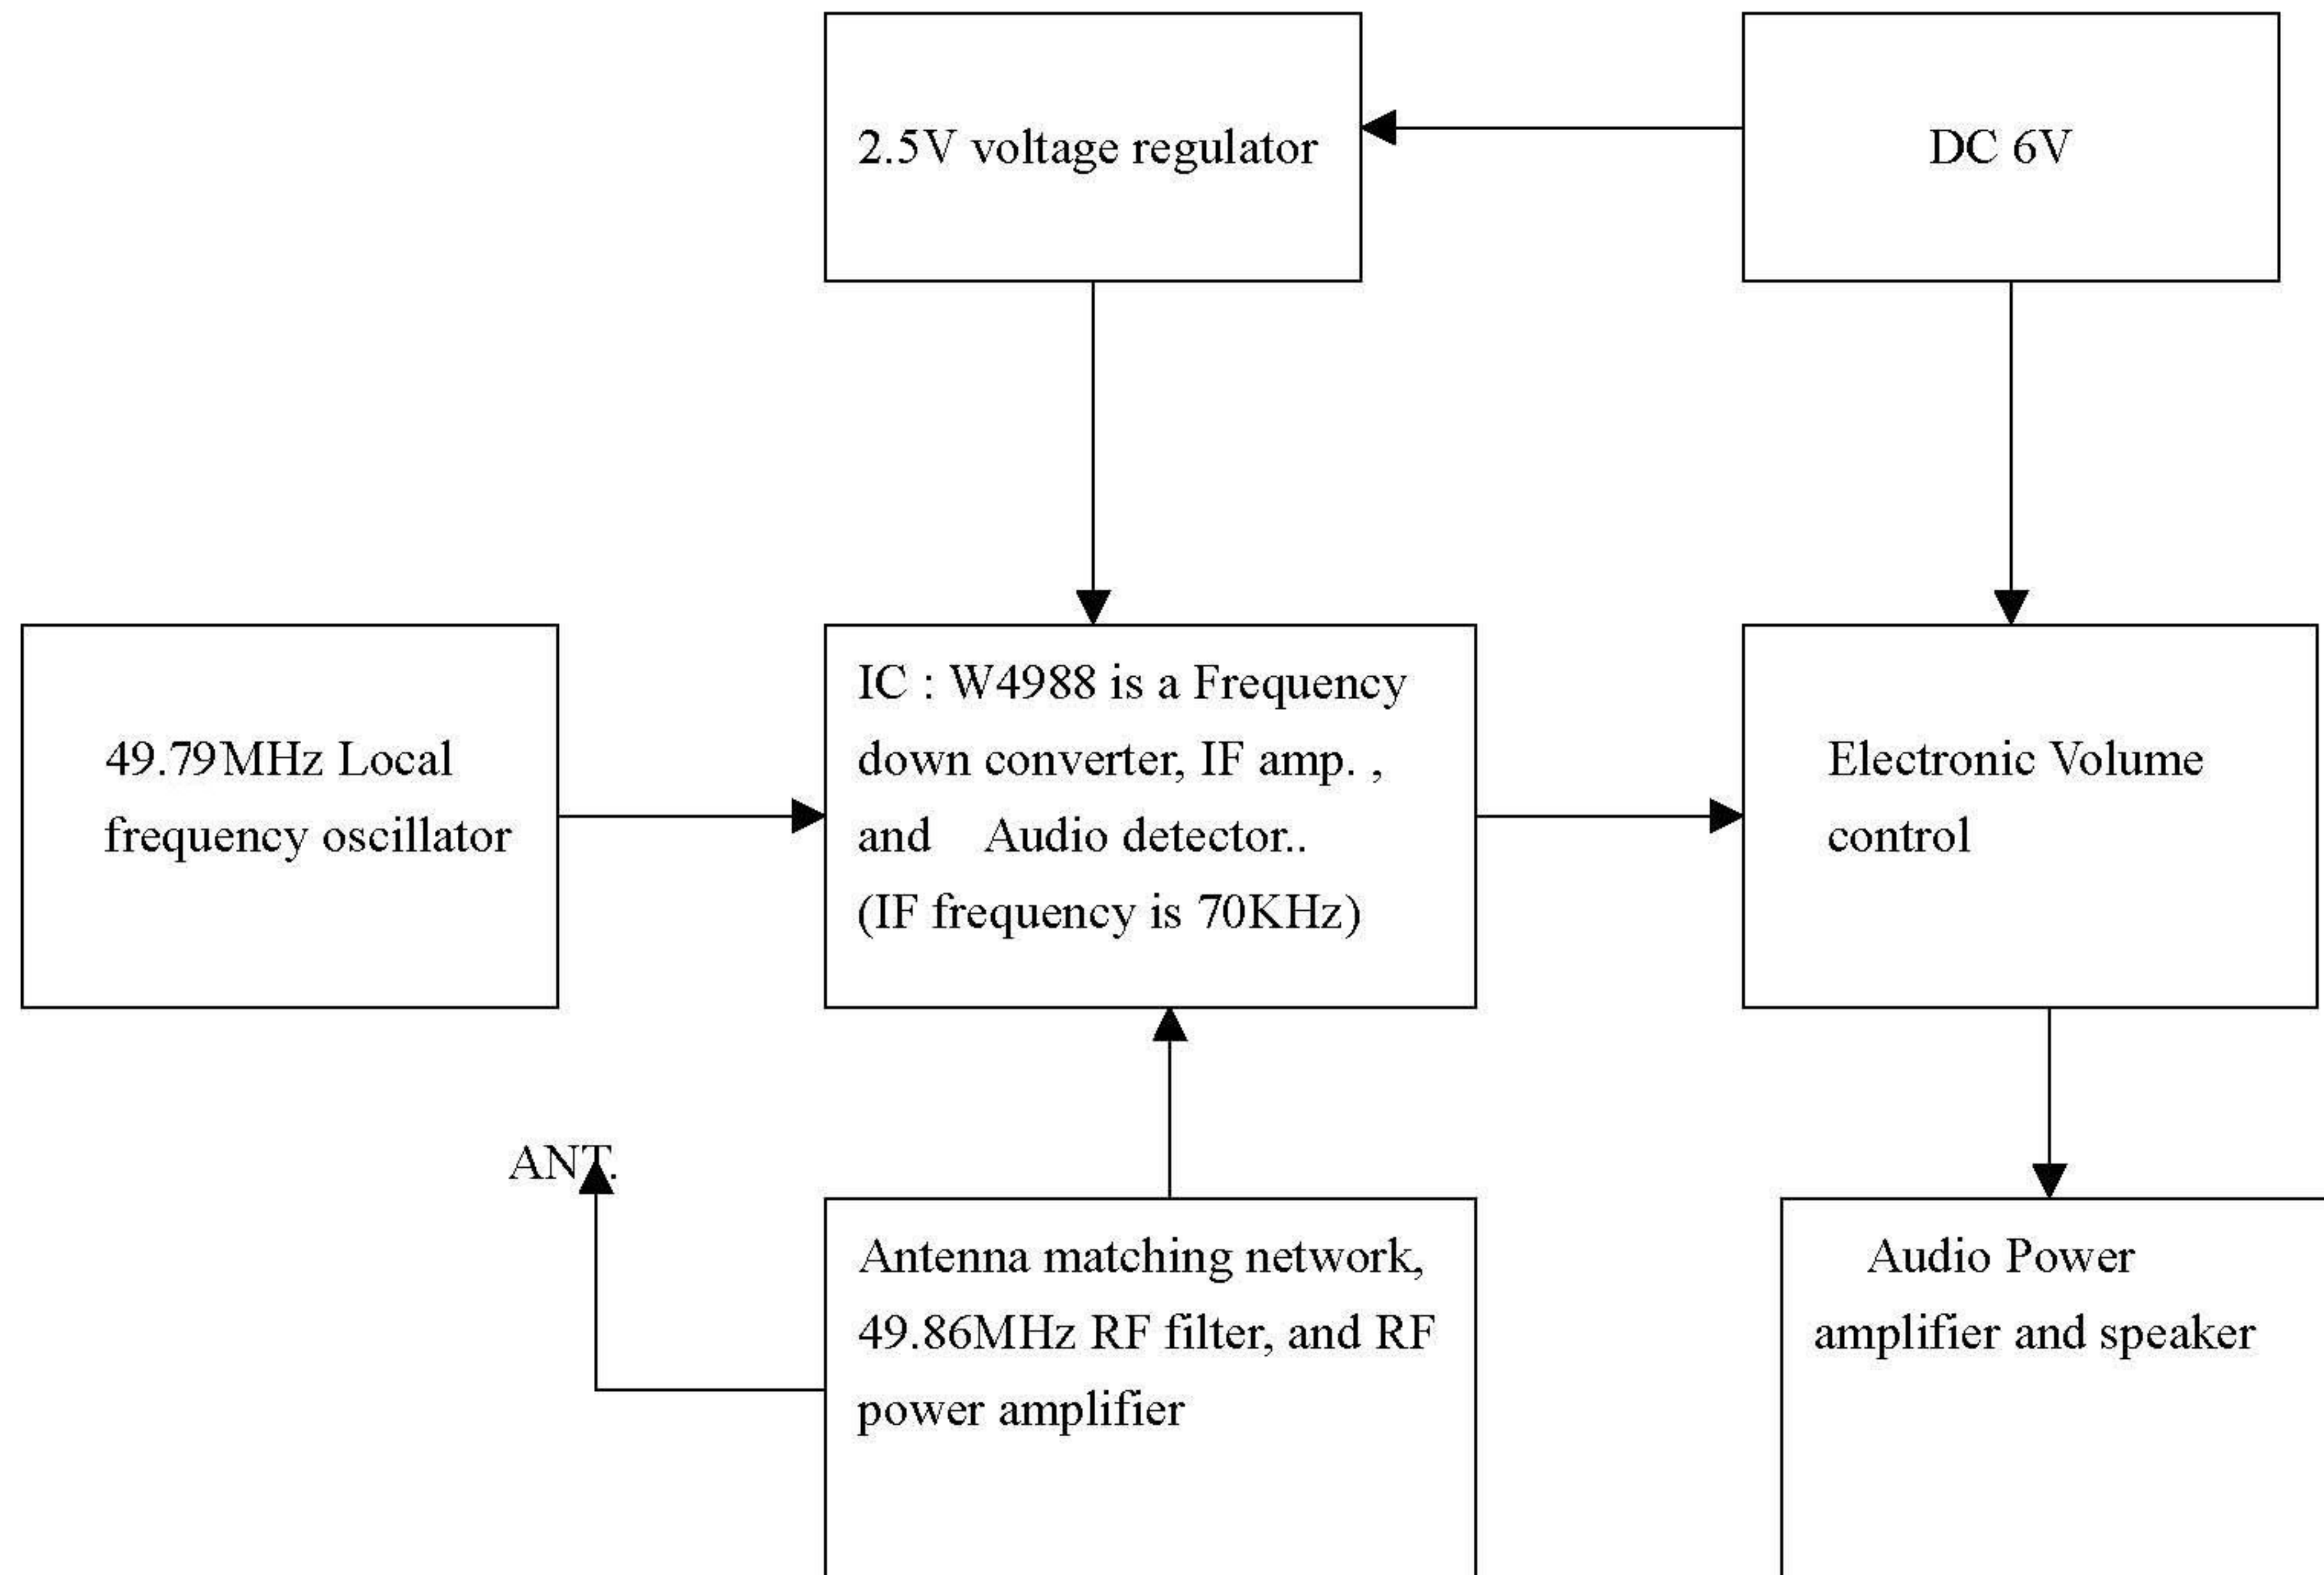 2.5V voltage regulator
DC 6V
49.79MHz Local
frequency oscillator
IC : W4988 is a Frequency
down converter, IF amp. ,
and Audio detector..
(IF frequency is 70KHz)
Electronic Volume
control
ANT.
Antenna matching network,
49.86MHz RF filter, and RF
power amplifier
Audio Power
amplifier and speaker